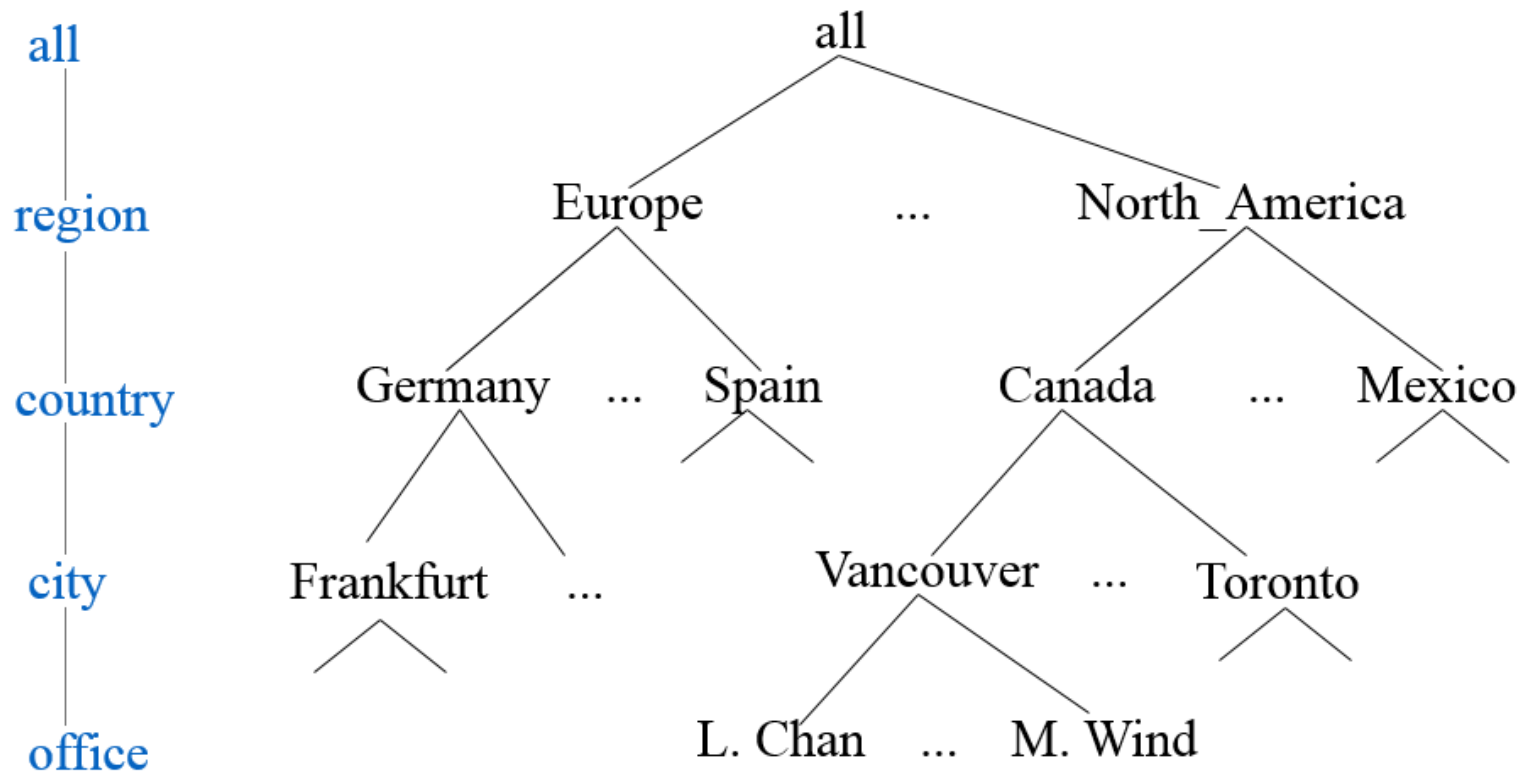 all all
region Europe ... North_America
country Germany ... Spain Canada ... Mexico
city Frankfurt ... Vancouver ... Toronto
office L. Chan ... M. Wind